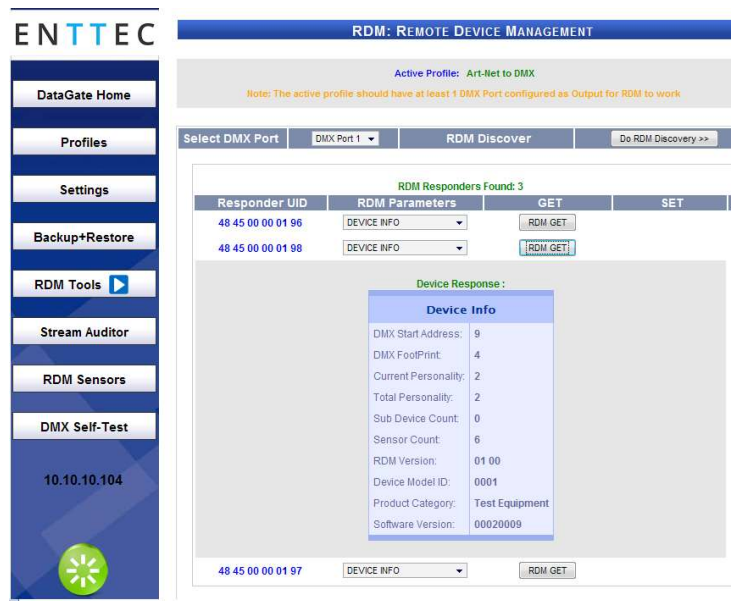 ENTTEC
RDM: REMOTE DEVICE MANAGEMENT
Active Profile: Art-Net to DMX
Note: The active profile should have at least 1 DMX Port configured as Output for RDM to work
DataGate Home
Profiles
Settings
Backup+Restore
RDM Tools
Stream Auditor
RDM Sensors
DMX Self-Test
10.10.10.104
Select DMX Port DMX Port 1 RDM Discover Do RDM Discovery >>
RDM Responders Found: 3
Responder UID RDM Parameters GET SET
48 45 00 00 01 96 DEVICE INFO RDM GET
48 45 00 00 01 98 DEVICE INFO RDM GET
Device Response :
Device Info
DMX Start Address: 9
DMX FootPrint: 4
Current Personality: 2
Total Personality: 2
Sub Device Count: 0
Sensor Count: 6
RDM Version: 01 00
Device Model ID: 0001
Product Category: Test Equipment
Software Version: 00020009
48 45 00 00 01 97 DEVICE INFO RDM GET